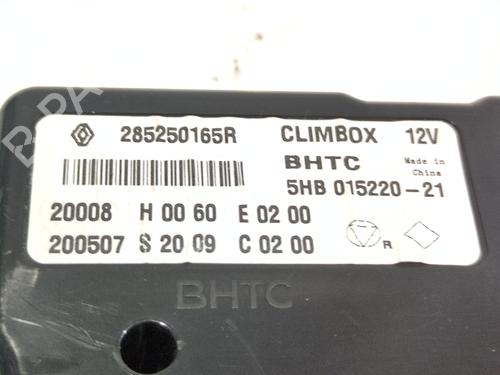 285250165R CLIMBOX 12V
BHTC Made in China
5HB 015220-21
20008 H 00 60 E 02 00
200507 S 20 09 C 02 00
R
BHTC